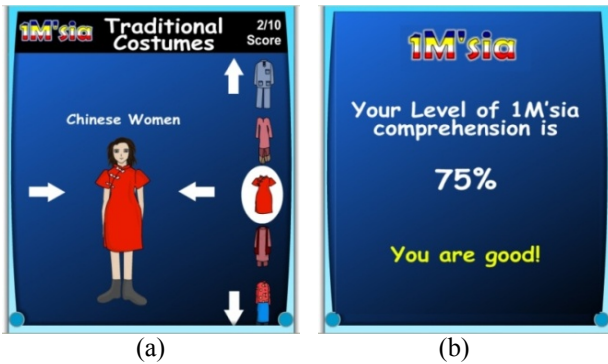 1M'sia
Traditional
Costumes
2/10
Score
Chinese Women
(a)
1M'sia
Your Level of 1M'sia
comprehension is
75%
You are good!
(b)